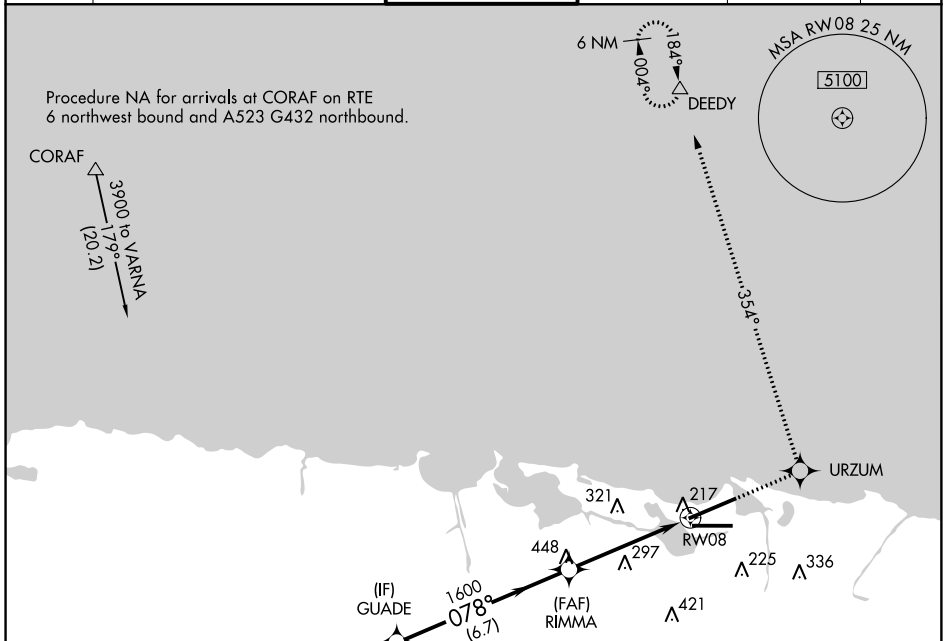 6 NM
184°
004°
DEEDY
MSA RW08 25 NM
5100
Procedure NA for arrivals at CORAF on RTE
6 northwest bound and A523 G432 northbound.
CORAF
3900 to VARNA
179°
(20.2)
354°
URZUM
321
217
RW08
448
297
225
336
(IF)
GUADE
1600
078°
(6.7)
(FAF)
RIMMA
421